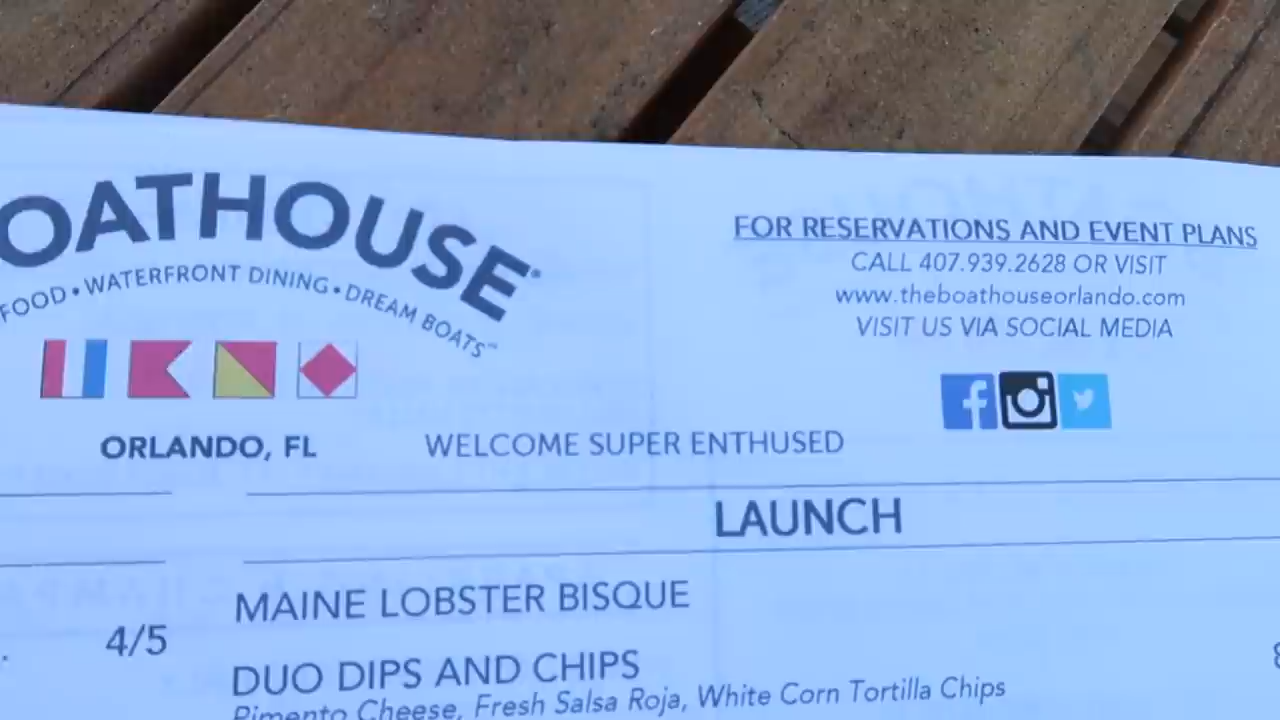 OATHOUSE
FOOD • WATERFRONT DINING • DREAM BOATS™
ORLANDO, FL
WELCOME SUPER ENTHUSED
FOR RESERVATIONS AND EVENT PLANS
CALL 407.939.2628 OR VISIT
www.theboathouseorlando.com
VISIT US VIA SOCIAL MEDIA
LAUNCH
MAINE LOBSTER BISQUE
4/5
DUO DIPS AND CHIPS
Pimento Cheese, Fresh Salsa Roja, White Corn Tortilla Chips